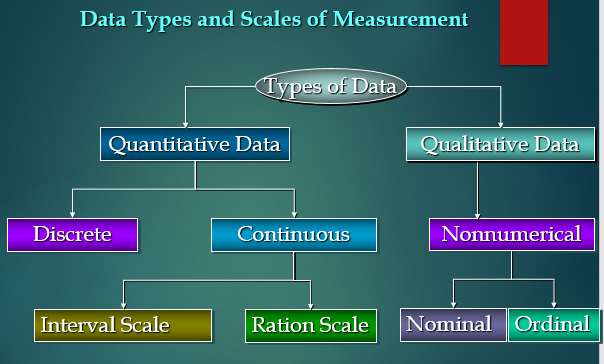 Data Types and Scales of Measurement
Types of Data
Quantitative Data
Qualitative Data
Discrete
Continuous
Nonnumerical
Interval Scale
Ration Scale
Nominal
Ordinal